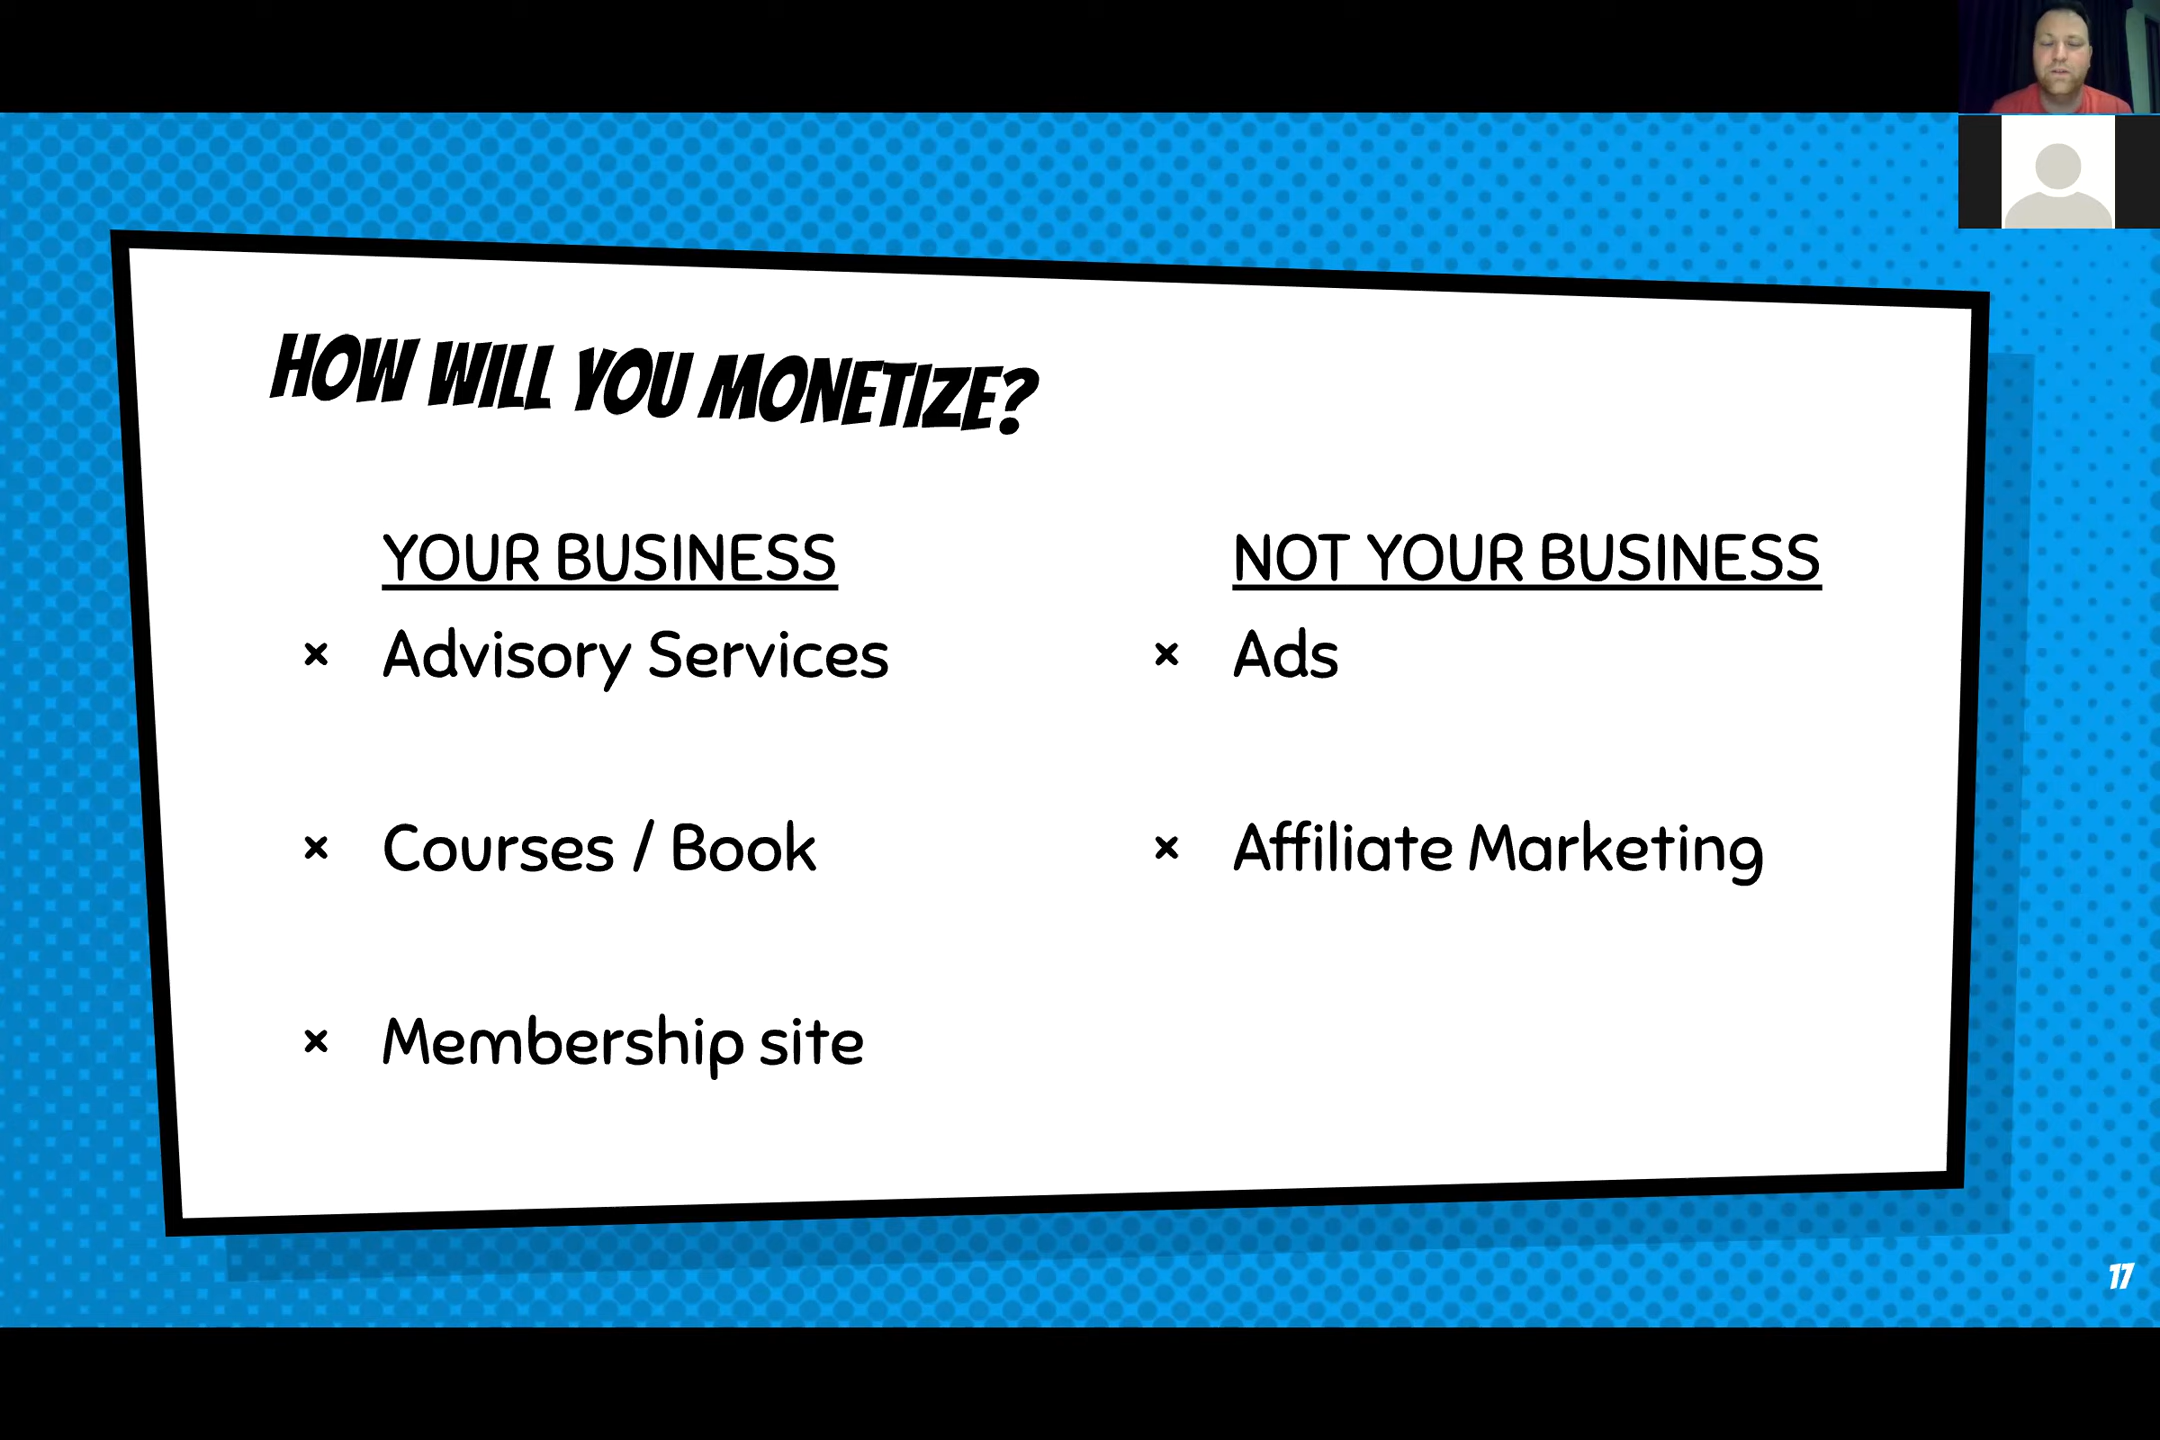 HOW WILL YOU MONETIZE?
YOUR BUSINESS
× Advisory Services
× Courses / Book
× Membership site
NOT YOUR BUSINESS
× Ads
× Affiliate Marketing
17